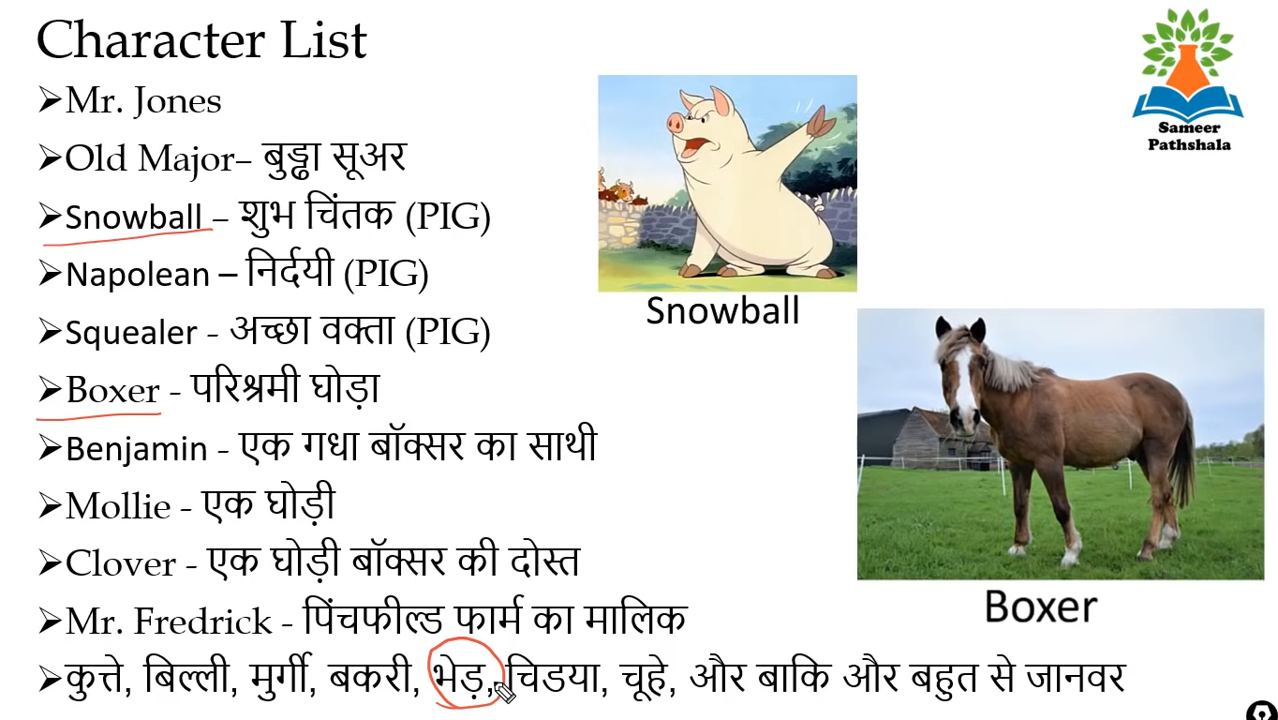 Character List
➢Mr. Jones
➢Old Major– बुड्ढा सूअर
➢Snowball – शुभ चिंतक (PIG)
➢Napolean – निर्दयी (PIG)
➢Squealer - अच्छा वक्ता (PIG)
➢Boxer - परिश्रमी घोड़ा
➢Benjamin - एक गधा बॉक्सर का साथी
➢Mollie - एक घोड़ी
➢Clover - एक घोड़ी बॉक्सर की दोस्त
➢Mr. Fredrick - पिंचफील्ड फार्म का मालिक
➢कुत्ते, बिल्ली, मुर्गी, बकरी, भेड़, चिडया, चूहे, और बाकि और बहुत से जानवर
Snowball
Boxer
Sameer
Pathshala